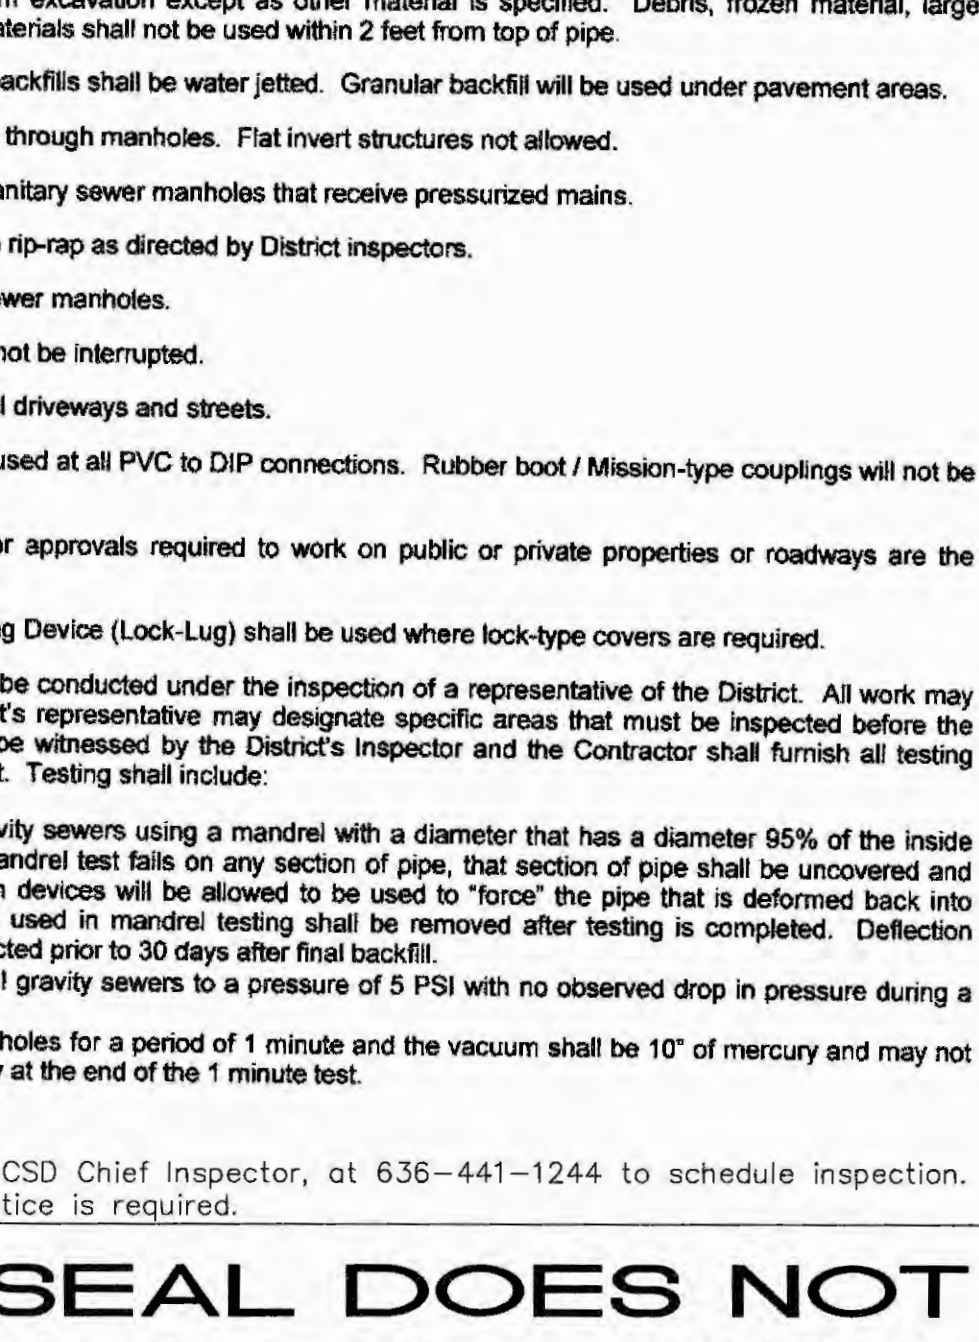 excavation except as other material is specified. Debris, frozen material, large
aterials shall not be used within 2 feet from top of pipe.
ackfills shall be water jetted. Granular backfill will be used under pavement areas.
through manholes. Flat invert structures not allowed.
anitary sewer manholes that receive pressurized mains.
rip-rap as directed by District inspectors.
ewer manholes.
not be interrupted.
l driveways and streets.
used at all PVC to DIP connections. Rubber boot / Mission-type couplings will not be
or approvals required to work on public or private properties or roadways are the
g Device (Lock-Lug) shall be used where lock-type covers are required.
be conducted under the inspection of a representative of the District. All work may
t's representative may designate specific areas that must be inspected before the
be witnessed by the District's Inspector and the Contractor shall furnish all testing
t. Testing shall include:
vity sewers using a mandrel with a diameter that has a diameter 95% of the inside
andrel test fails on any section of pipe, that section of pipe shall be uncovered and
n devices will be allowed to be used to "force" the pipe that is deformed back into
used in mandrel testing shall be removed after testing is completed. Deflection
cted prior to 30 days after final backfill.
l gravity sewers to a pressure of 5 PSI with no observed drop in pressure during a
holes for a period of 1 minute and the vacuum shall be 10" of mercury and may not
y at the end of the 1 minute test.
CSD Chief Inspector, at 636-441-1244 to schedule inspection.
tice is required.
SEAL DOES NOT